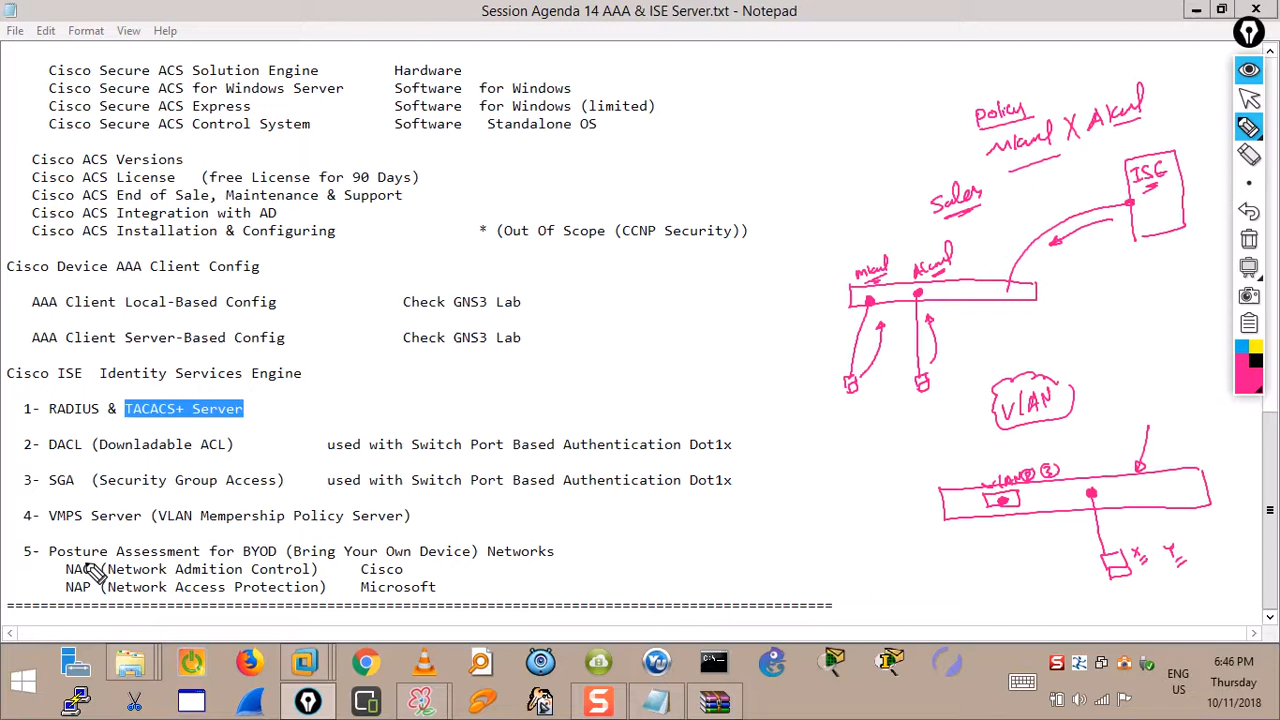 Session Agenda 14 AAA & ISE Server.txt - Notepad
File Edit Format View Help
Cisco Secure ACS Solution Engine Hardware
Cisco Secure ACS for Windows Server Software for Windows
Cisco Secure ACS Express Software for Windows (limited)
Cisco Secure ACS Control System Software Standalone OS
Cisco ACS Versions
Cisco ACS License (free License for 90 Days)
Cisco ACS End of Sale, Maintenance & Support
Cisco ACS Integration with AD
Cisco ACS Installation & Configuring * (Out Of Scope (CCNP Security))
Cisco Device AAA Client Config
AAA Client Local-Based Config Check GNS3 Lab
AAA Client Server-Based Config Check GNS3 Lab
Cisco ISE Identity Services Engine
1- RADIUS & TACACS+ Server
2- DACL (Downladable ACL) used with Switch Port Based Authentication Dot1x
3- SGA (Security Group Access) used with Switch Port Based Authentication Dot1x
4- VMPS Server (VLAN Mempership Policy Server)
5- Posture Assessment for BYOD (Bring Your Own Device) Networks
NAC (Network Admition Control) Cisco
NAP (Network Access Protection) Microsoft
==================================================
Policy
X
ISE
Sales
VLAN
X Y
ENG
US
6:46 PM
Thursday
10/11/2018